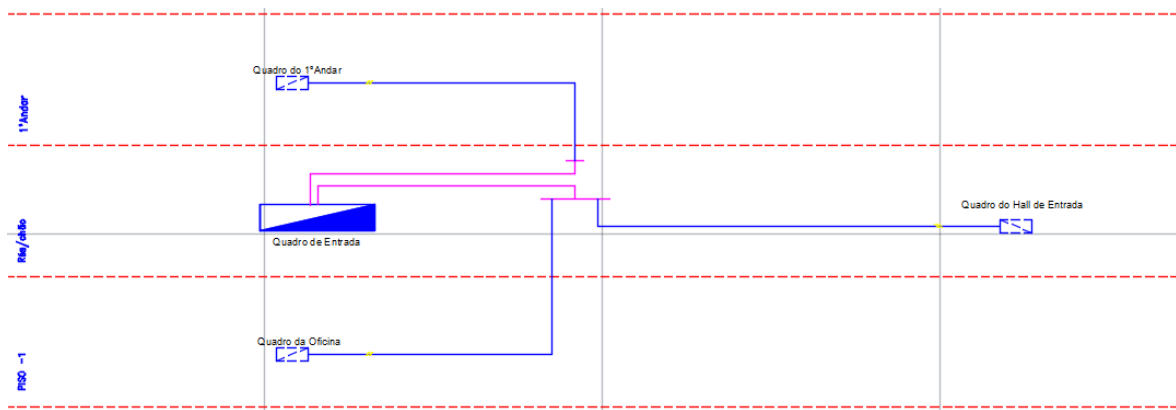 Quadro do 1ºAndar
1ºAndar
Quadro do Hall de Entrada
Rés/chão
Quadro de Entrada
Quadro da Oficina
PISO -1